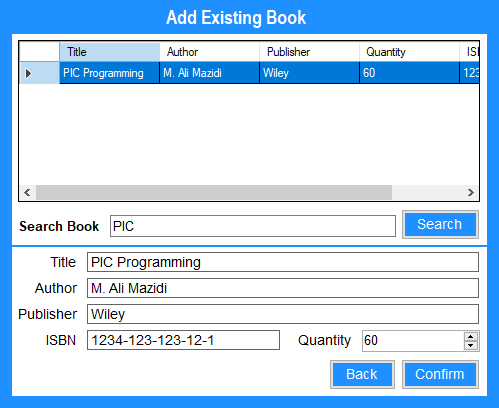 Add Existing Book
Title Author Publisher Quantity ISI
PIC Programming M. Ali Mazidi Wiley 60 123
Search Book PIC Search
Title PIC Programming
Author M. Ali Mazidi
Publisher Wiley
ISBN 1234-123-123-12-1 Quantity 60
Back Confirm